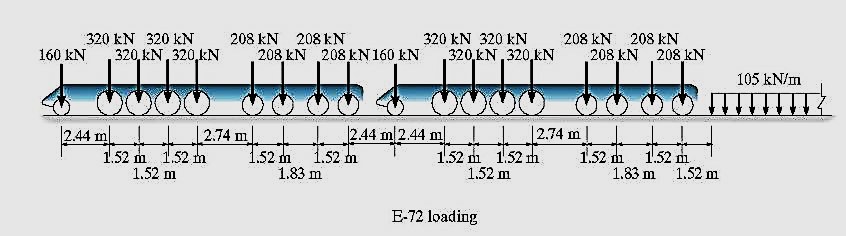 320 kN 320 kN 208 kN 208 kN 320 kN 320 kN 208 kN 208 kN
160 kN 320 kN 320 kN 208 kN 208 kN 160 kN 320 kN 320 kN 208 kN 208 kN
105 kN/m
2.44 m 2.74 m 2.44 m 2.44 m 2.74 m
1.52 m 1.52 m 1.52 m 1.52 m 1.52 m 1.52 m 1.52 m 1.52 m
1.52 m 1.83 m 1.52 m 1.83 m 1.52 m
E-72 loading